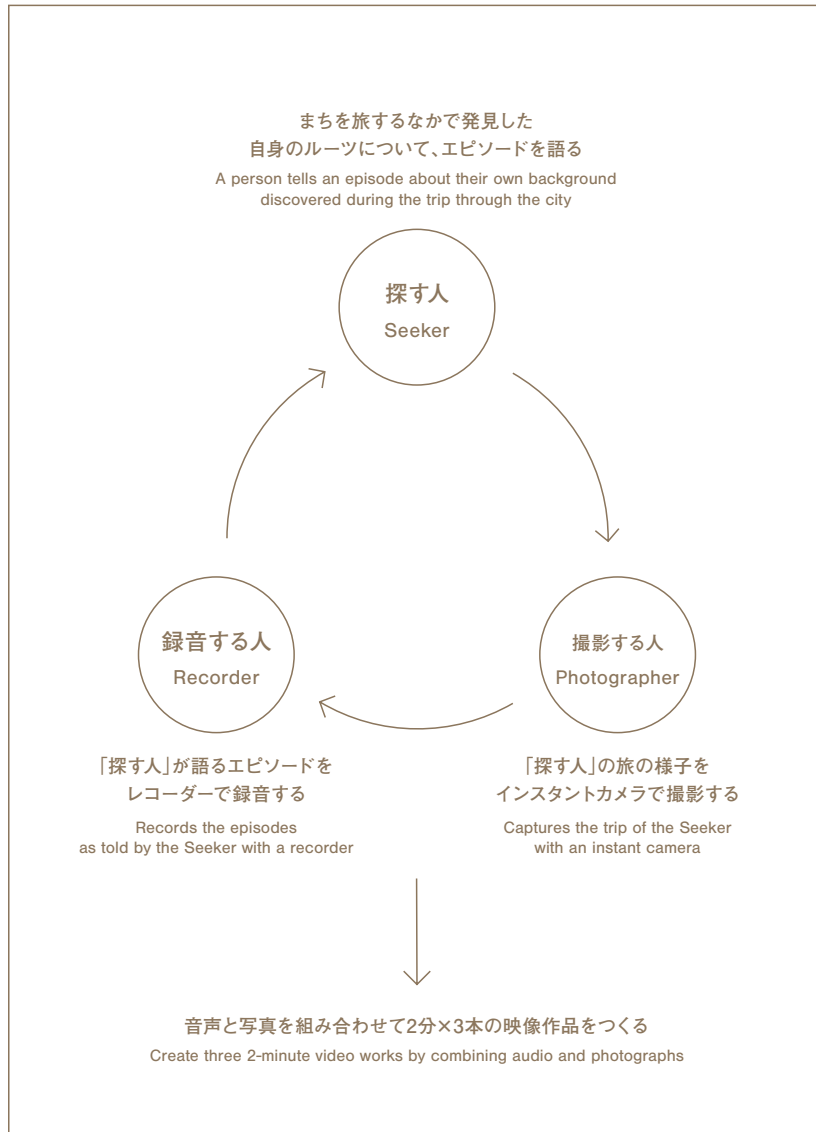 まちを旅するなかで発見した
自身のルーツについて、エピソードを語る
A person tells an episode about their own background
discovered during the trip through the city
探す人
Seeker
録音する人
Recorder
撮影する人
Photographer
「探す人」が語るエピソードを
レコーダーで録音する
Records the episodes
as told by the Seeker with a recorder
「探す人」の旅の様子を
インスタントカメラで撮影する
Captures the trip of the Seeker
with an instant camera
音声と写真を組み合わせて2分×3本の映像作品をつくる
Create three 2-minute video works by combining audio and photographs